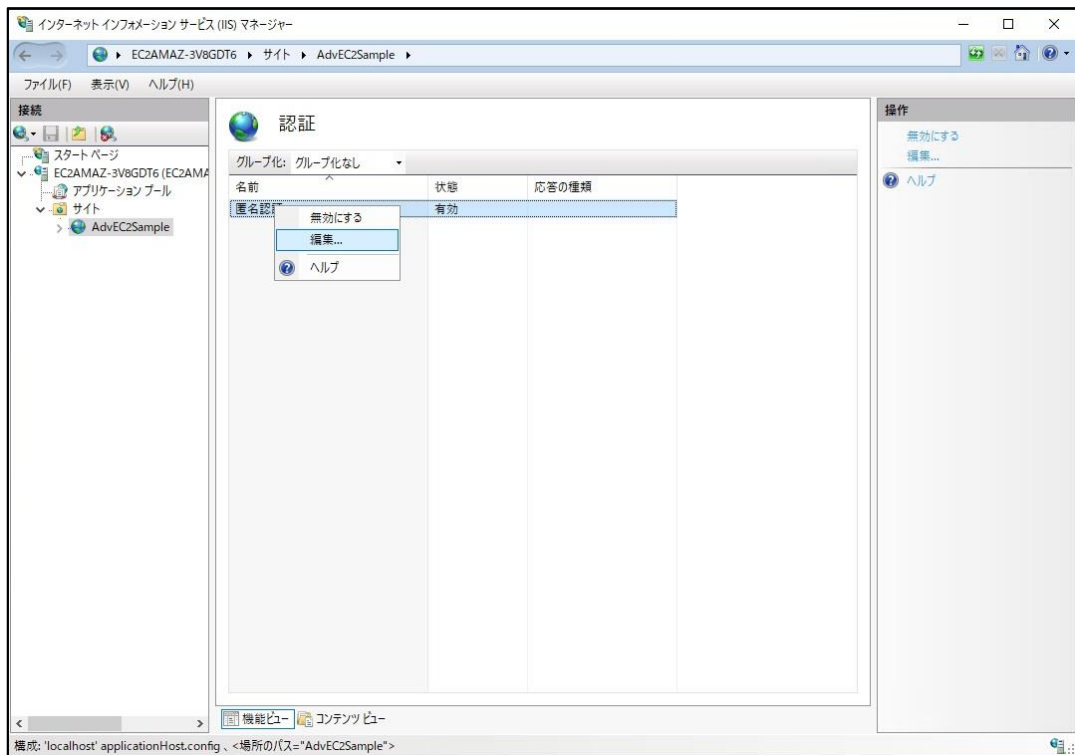 インターネット インフォメーション サービス (IIS) マネージャー
EC2AMAZ-3V8GDT6 ▸ サイト ▸ AdvEC2Sample ▸
ファイル(F) 表示(V) ヘルプ(H)
接続
スタート ページ
EC2AMAZ-3V8GDT6 (EC2AMA
アプリケーション プール
サイト
AdvEC2Sample
認証
グループ化: グループ化なし
名前 状態 応答の種類
匿名認証 有効
無効にする
編集...
ヘルプ
機能ビュー コンテンツ ビュー
操作
無効にする
編集...
ヘルプ
構成: 'localhost' applicationHost.config 、<場所のパス="AdvEC2Sample">